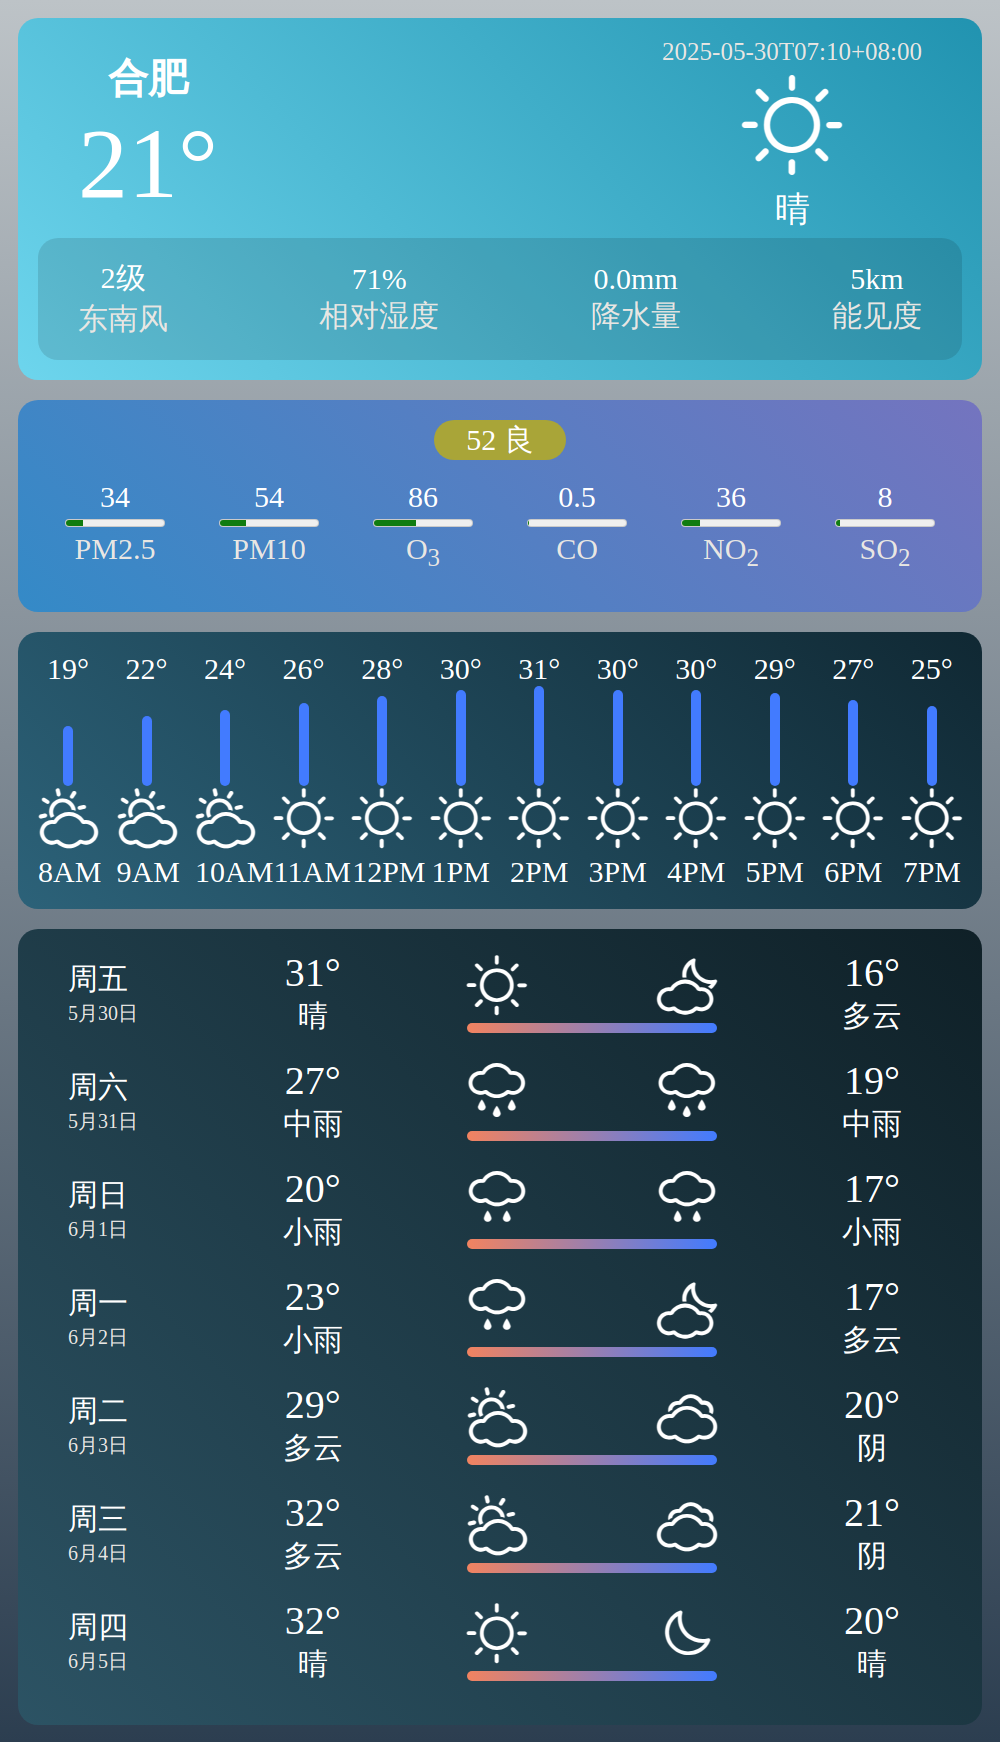 合肥
21°
2025-05-30T07:10+08:00
晴
2级 71% 0.0mm 5km
东南风 相对湿度 降水量 能见度
52 良
34 54 86 0.5 36 8
PM2.5 PM10 O3 CO NO2 SO2
19° 22° 24° 26° 28° 30° 31° 30° 30° 29° 27° 25°
8AM 9AM 10AM 11AM 12PM 1PM 2PM 3PM 4PM 5PM 6PM 7PM
周五 31° 16°
5月30日 晴 多云
周六 27° 19°
5月31日 中雨 中雨
周日 20° 17°
6月1日 小雨 小雨
周一 23° 17°
6月2日 小雨 多云
周二 29° 20°
6月3日 多云 阴
周三 32° 21°
6月4日 多云 阴
周四 32° 20°
6月5日 晴 晴